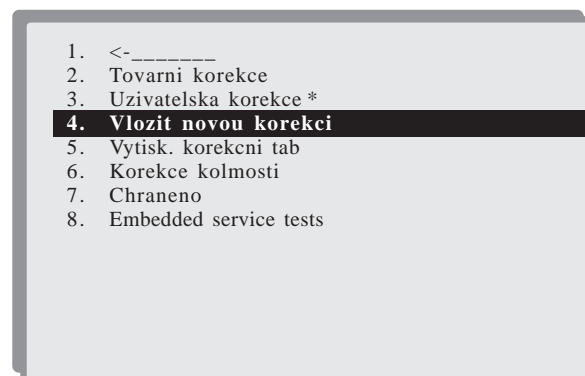 1. <-_______
2. Tovarni korekce
3. Uzivatelska korekce *
4. Vlozit novou korekci
5. Vytisk. korekcni tab
6. Korekce kolmosti
7. Chraneno
8. Embedded service tests